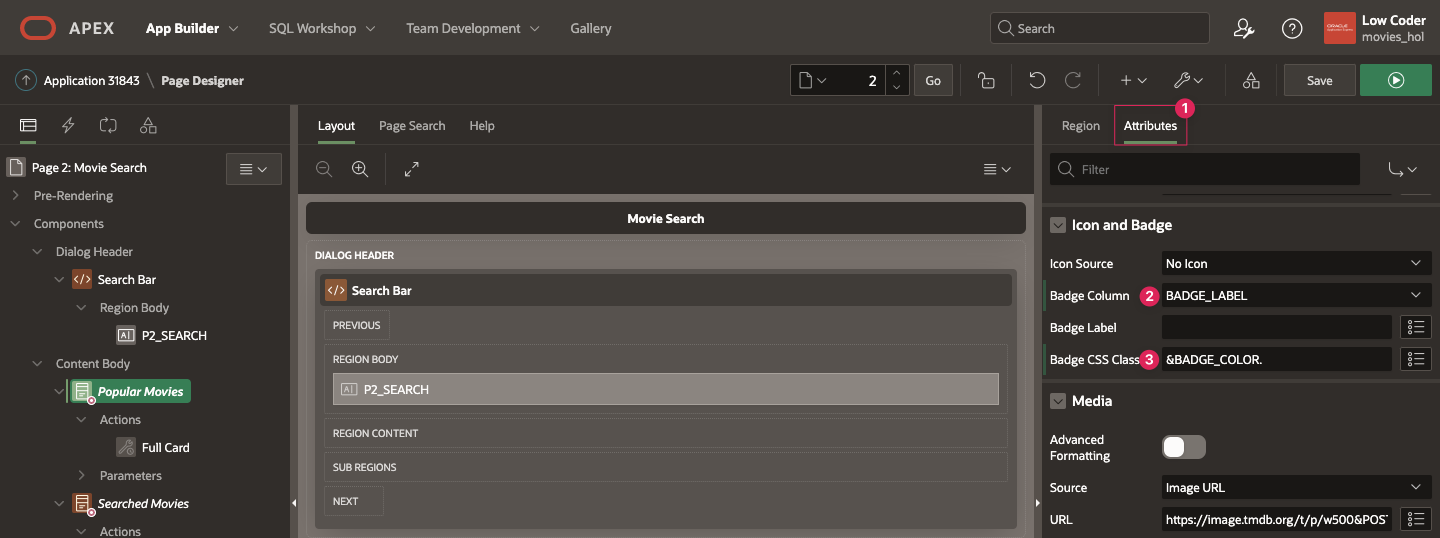 APEX
App Builder
SQL Workshop
Team Development
Gallery
Search
Low Coder
movies_hol
Application 31843 \ Page Designer
2
Go
Save
Layout
Page Search
Help
1
Region
Attributes
Filter
Page 2: Movie Search
Pre-Rendering
Components
Dialog Header
Search Bar
Region Body
P2_SEARCH
Content Body
Popular Movies
Actions
Full Card
Parameters
Searched Movies
Actions
Movie Search
DIALOG HEADER
Search Bar
PREVIOUS
REGION BODY
P2_SEARCH
REGION CONTENT
SUB REGIONS
NEXT
Icon and Badge
Icon Source
No Icon
Badge Column
2
BADGE_LABEL
Badge Label
Badge CSS Class
3
&BADGE_COLOR.
Media
Advanced
Formatting
Source
Image URL
URL
https://image.tmdb.org/t/p/w500&POST